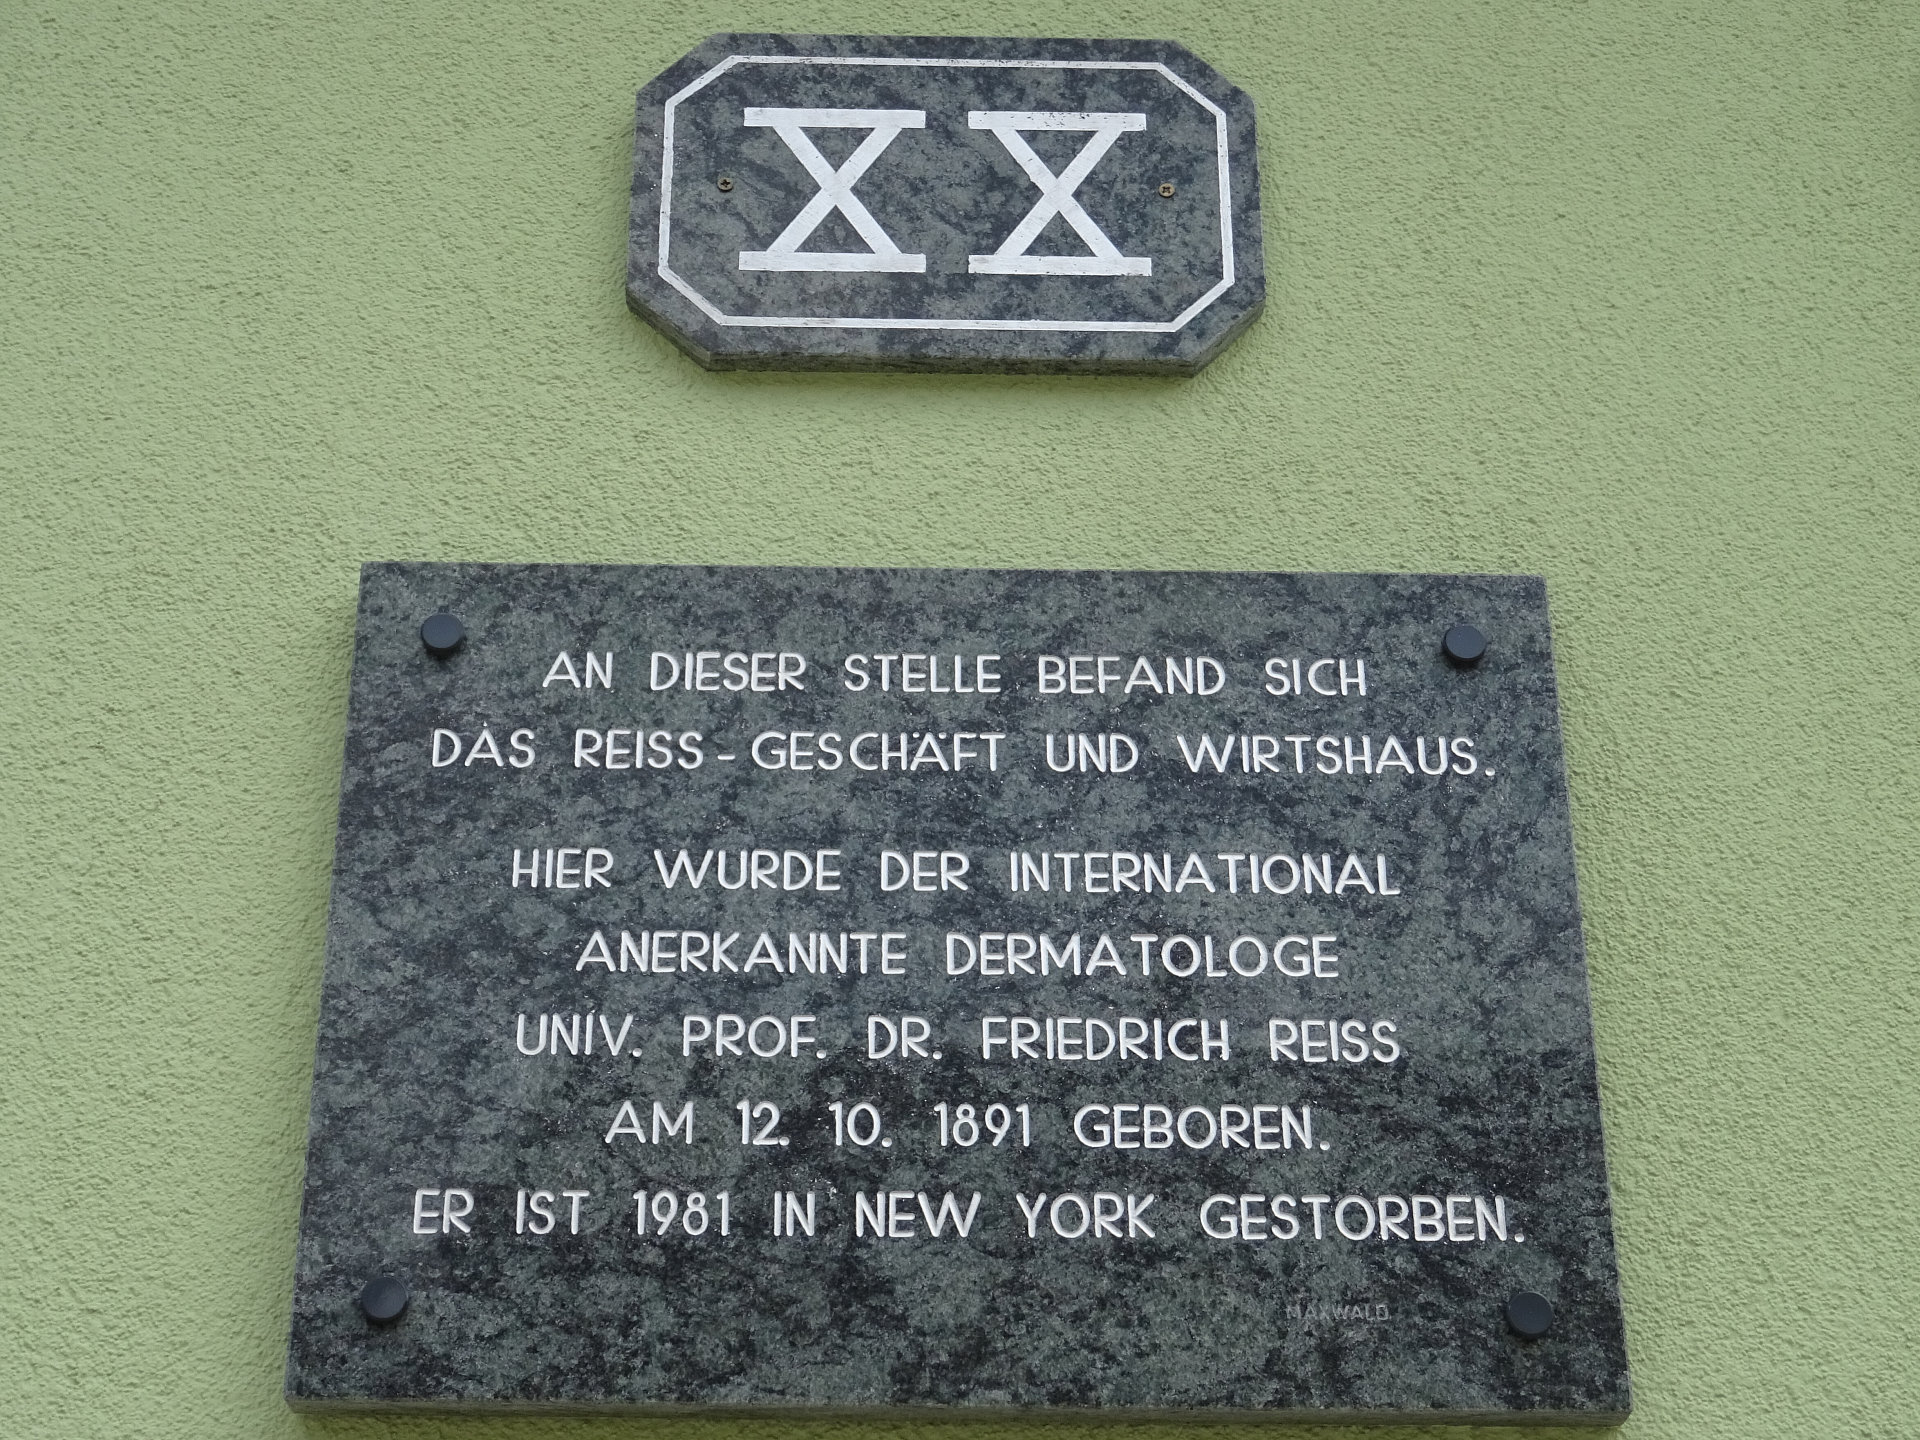 XX
AN DIESER STELLE BEFAND SICH
DAS REISS-GESCHÄFT UND WIRTSHAUS.
HIER WURDE DER INTERNATIONAL
ANERKANNTE DERMATOLOGE
UNIV. PROF. DR. FRIEDRICH REISS
AM 12. 10. 1891 GEBOREN.
ER IST 1981 IN NEW YORK GESTORBEN.
MAXWALD